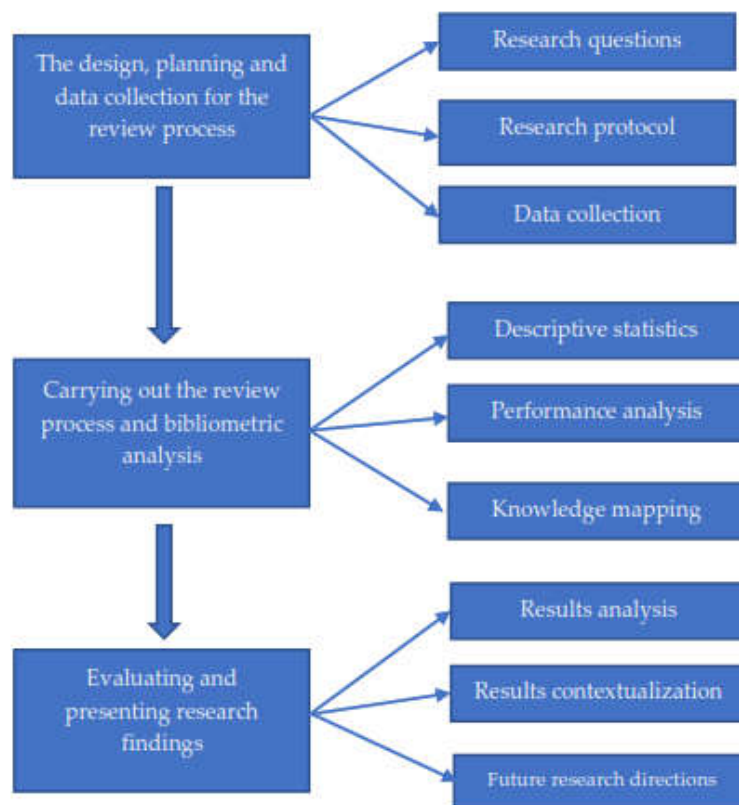 The design, planning and
data collection for the
review process
Research questions
Research protocol
Data collection
Carrying out the review
process and bibliometric
analysis
Descriptive statistics
Performance analysis
Knowledge mapping
Evaluating and
presenting research
findings
Results analysis
Results contextualization
Future research directions